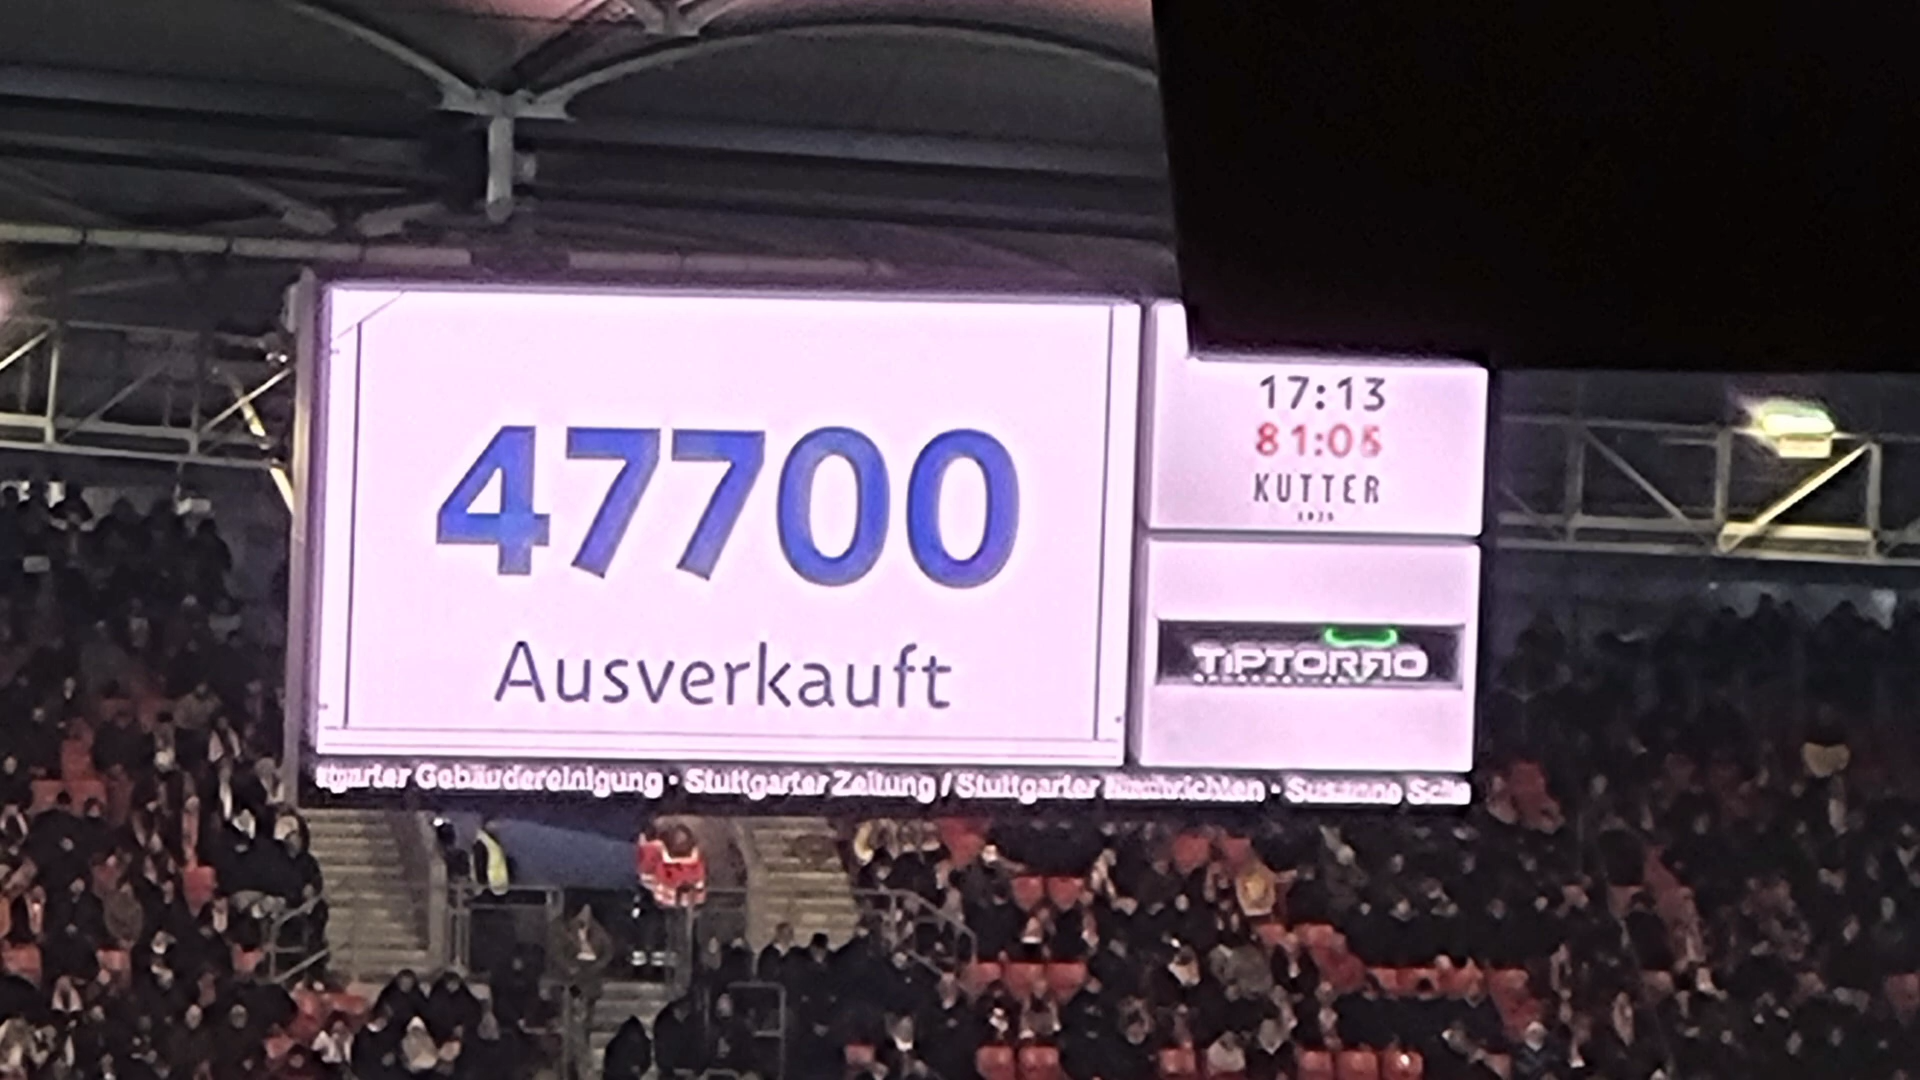 47700
Ausverkauft
17:13
81:05
KUTTER
TIPTORRO
Gebäudereinigung • Stuttgarter Zeitung / Stuttgarter Nachrichten • Susanne